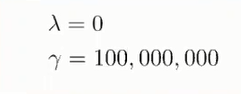 λ = 0
γ = 100,000,000